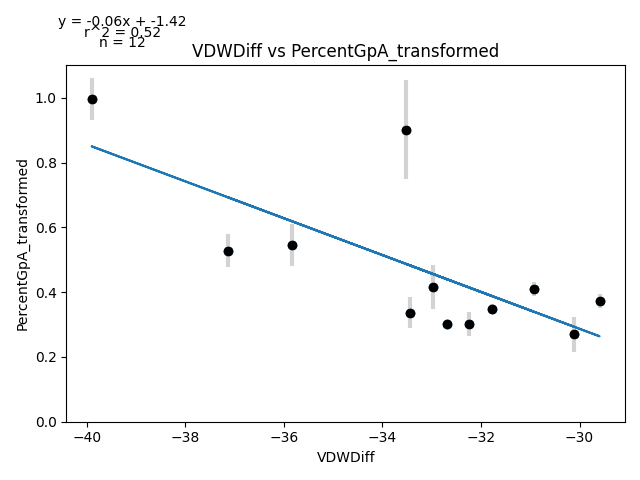 y = -0.06x + -1.42
r^2 = 0.52
n = 12
VDWDiff vs PercentGpA_transformed
PercentGpA_transformed
1.0
0.8
0.6
0.4
0.2
0.0
−40
−38
−36
−34
−32
−30
VDWDiff